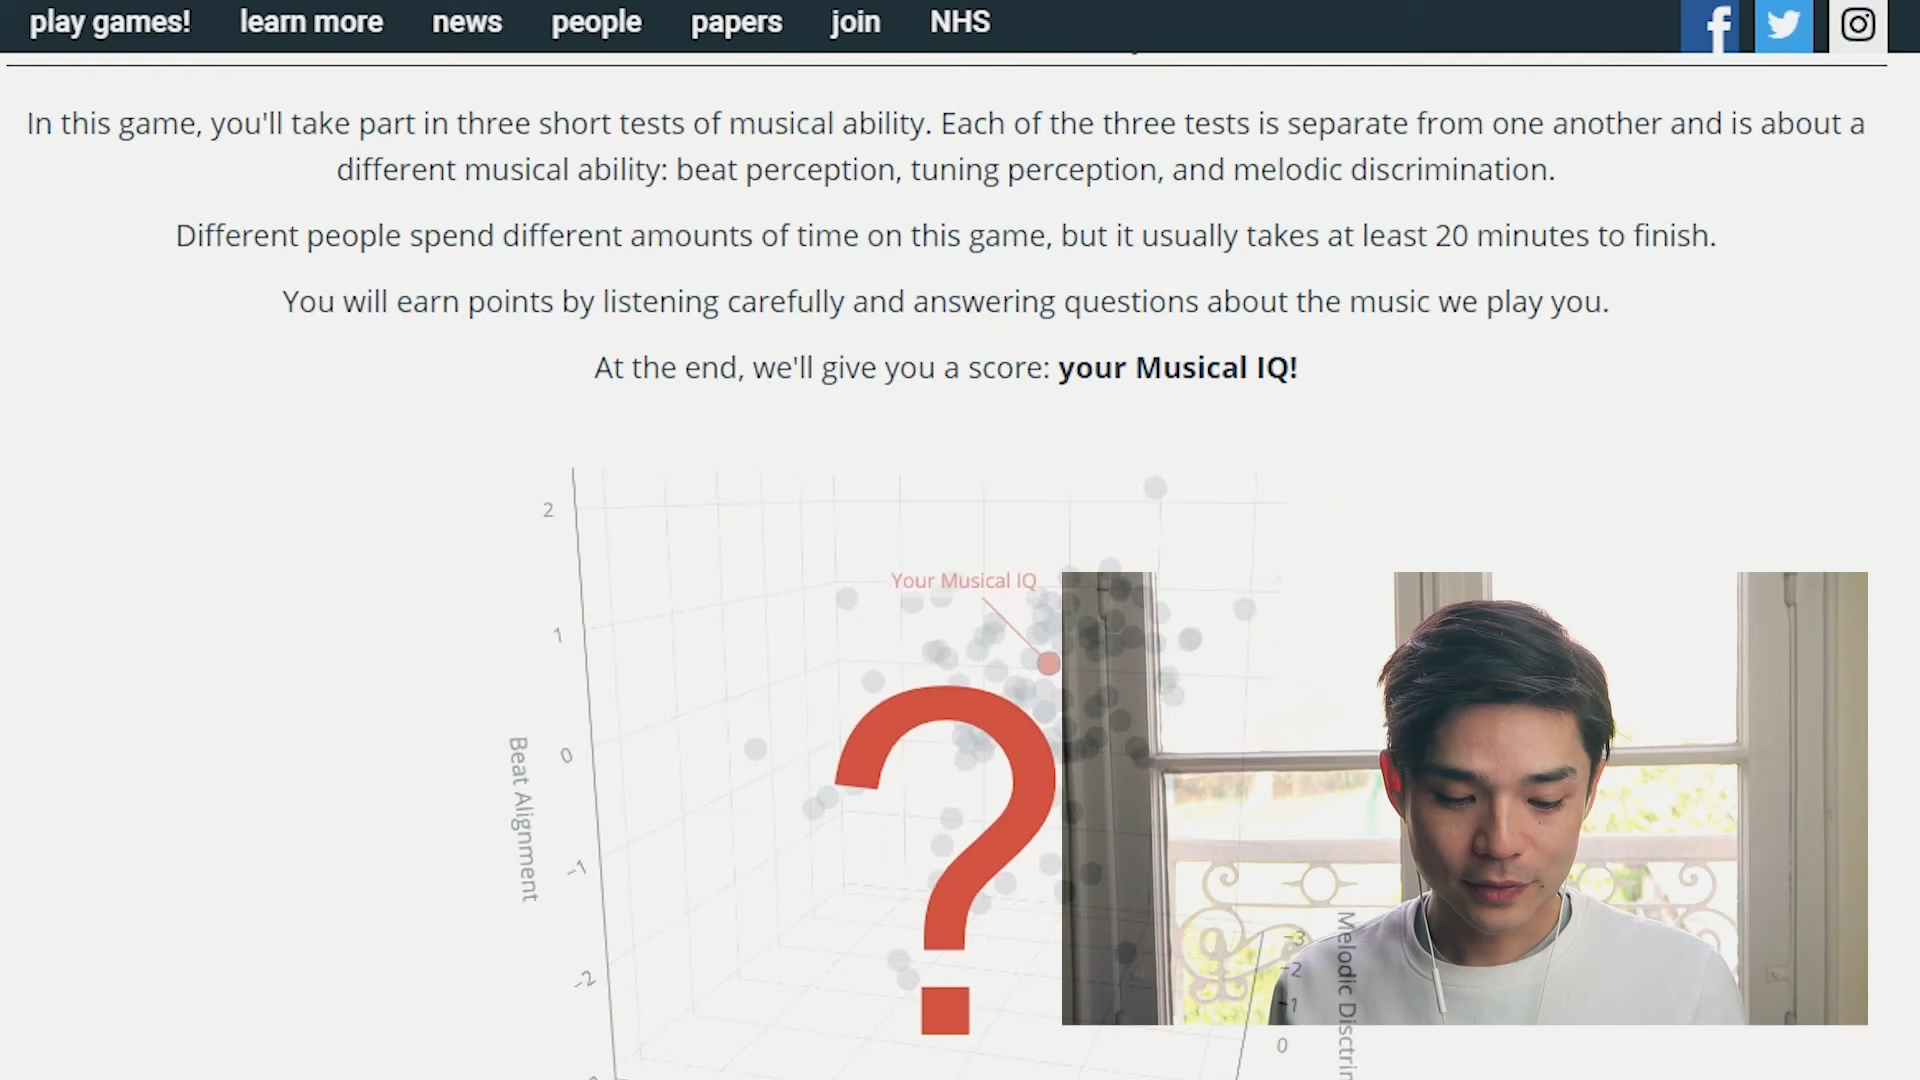 play games! learn more news people papers join NHS
In this game, you'll take part in three short tests of musical ability. Each of the three tests is separate from one another and is about a
different musical ability: beat perception, tuning perception, and melodic discrimination.
Different people spend different amounts of time on this game, but it usually takes at least 20 minutes to finish.
You will earn points by listening carefully and answering questions about the music we play you.
At the end, we'll give you a score: your Musical IQ!
2
Your Musical IQ
1
0
Beat Alignment
-1
-2
?
-3
-2
-1
0
Melodic Disctrim